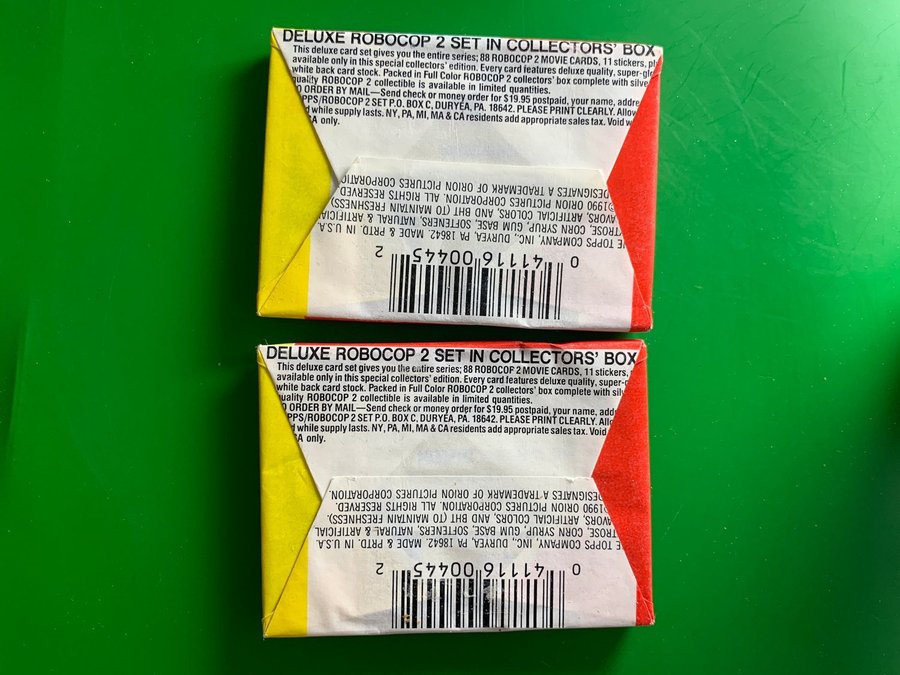 DELUXE ROBOCOP 2 SET IN COLLECTORS' BOX
This deluxe card set gives you the entire series; 88 ROBOCOP 2 MOVIE CARDS, 11 stickers,
available only in this special collectors' edition. Every card features deluxe quality,
white back card stock. Packed in Full Color ROBOCOP 2 collectors' box complete with
quality ROBOCOP 2 collectible is available in limited quantities.
O ORDER BY MAIL—Send check or money order for $19.95 postpaid, your name,
PPS/ROBOCOP 2 SET P.O. BOX C, DURYEA, PA. 18642. PLEASE PRINT CLEARLY.
d while supply lasts. NY, PA, MI, MA & CA residents add appropriate sales tax. Void
A only.
0 41116 00445 2
E TOPPS COMPANY, INC., DURYEA, PA 18642. MADE & PRTD. IN U.S.A.
TROSE, CORN SYRUP, GUM BASE, SOFTENERS, NATURAL & ARTIFICIAL
AVORS, ARTIFICIAL COLORS, AND BHT (TO MAINTAIN FRESHNESS)
1990 ORION PICTURES CORPORATION. ALL RIGHTS RESERVED
DESIGNATES A TRADEMARK OF ORION PICTURES CORPORATIO
DELUXE ROBOCOP 2 SET IN COLLECTORS' BOX
This deluxe card set gives you the entire series; 88 ROBOCOP 2 MOVIE CARDS, 11 stickers,
available only in this special collectors' edition. Every card features deluxe quality,
white back card stock. Packed in Full Color ROBOCOP 2 collectors' box complete with
uality ROBOCOP 2 collectible is available in limited quantities.
O ORDER BY MAIL—Send check or money order for $19.95 postpaid, your name,
PPS/ROBOCOP 2 SET P.O. BOX C, DURYEA, PA. 18642. PLEASE PRINT CLEARLY.
d while supply lasts. NY, PA, MI, MA & CA residents add appropriate sales tax. Void
A only.
0 41116 00445 2
E TOPPS COMPANY, INC., DURYEA, PA 18642. MADE & PRTD. IN U.S.A.
TROSE, CORN SYRUP, GUM BASE, SOFTENERS, NATURAL & ARTIFICIAL
AVORS, ARTIFICIAL COLORS, AND BHT (TO MAINTAIN FRESHNESS).
1990 ORION PICTURES CORPORATION. ALL RIGHTS RESERVED.
DESIGNATES A TRADEMARK OF ORION PICTURES CORPORATION.